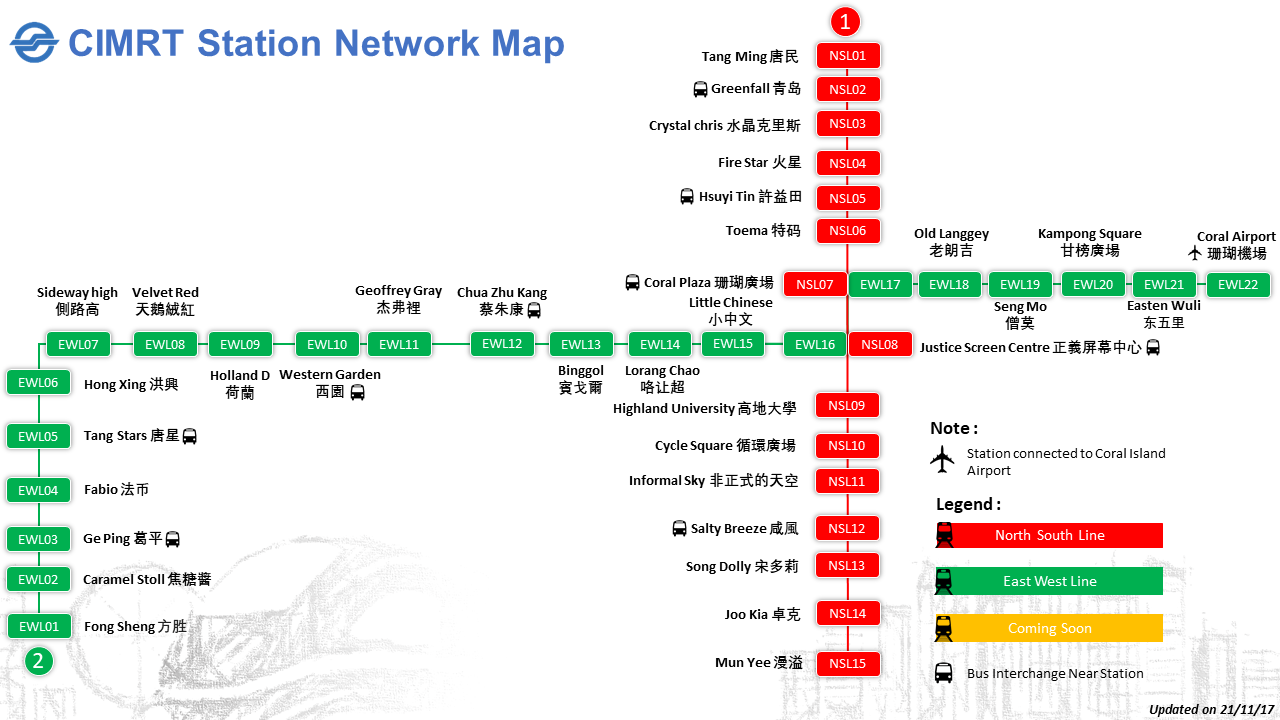 CIMRT Station Network Map
1
Tang Ming 唐民 NSL01
Greenfall 青岛 NSL02
Crystal chris 水晶克里斯 NSL03
Fire Star 火星 NSL04
Hsuyi Tin 許益田 NSL05
Toema 特码 NSL06
Coral Plaza 珊瑚廣場 NSL07 EWL17 EWL18 EWL19 EWL20 EWL21 EWL22
Old Langgey
老朗吉
Kampong Square
甘榜廣場
Coral Airport
珊瑚機場
Seng Mo
僧莫
Easten Wuli
东五里
Sideway high
側路高
Velvet Red
天鵝絨紅
Geoffrey Gray
杰弗裡
Chua Zhu Kang
蔡朱康
Little Chinese
小中文
EWL07 EWL08 EWL09 EWL10 EWL11 EWL12 EWL13 EWL14 EWL15 EWL16 NSL08 Justice Screen Centre 正義屏幕中心
Holland D
荷蘭
Western Garden
西園
Binggol
賓戈爾
Lorang Chao
咯让超
EWL06 Hong Xing 洪興
EWL05 Tang Stars 唐星
EWL04 Fabio 法币
EWL03 Ge Ping 葛平
EWL02 Caramel Stoll 焦糖醬
EWL01 Fong Sheng 方胜
2
Highland University 高地大學 NSL09
Cycle Square 循環廣場 NSL10
Informal Sky 非正式的天空 NSL11
Salty Breeze 咸風 NSL12
Song Dolly 宋多莉 NSL13
Joo Kia 卓克 NSL14
Mun Yee 漫溢 NSL15
Note :
Station connected to Coral Island
Airport
Legend :
North South Line
East West Line
Coming Soon
Bus Interchange Near Station
Updated on 21/11/17